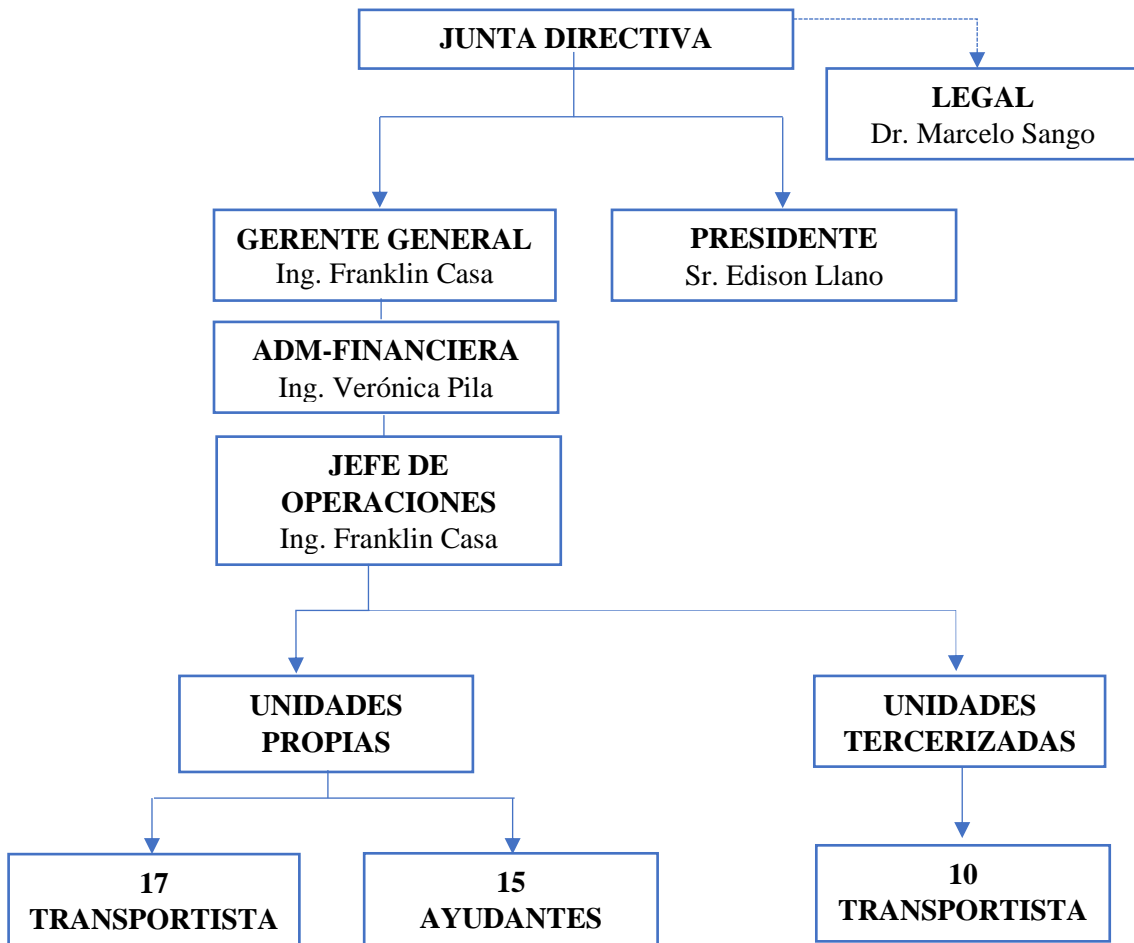 JUNTA DIRECTIVA
LEGAL
Dr. Marcelo Sango
GERENTE GENERAL
Ing. Franklin Casa
PRESIDENTE
Sr. Edison Llano
ADM-FINANCIERA
Ing. Verónica Pila
JEFE DE
OPERACIONES
Ing. Franklin Casa
UNIDADES
PROPIAS
UNIDADES
TERCERIZADAS
17
TRANSPORTISTA
15
AYUDANTES
10
TRANSPORTISTA